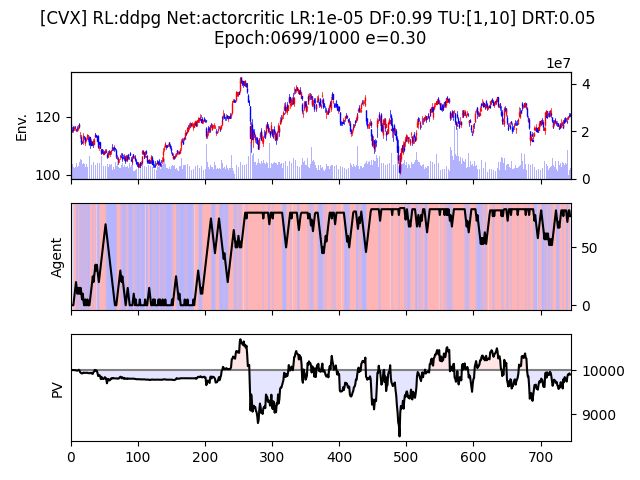 [CVX] RL:ddpg Net:actorcritic LR:1e-05 DF:0.99 TU:[1,10] DRT:0.05
Epoch:0699/1000 e=0.30
1e7
Env.
120
100
4
2
0
Agent
50
0
PV
10000
9000
0 100 200 300 400 500 600 700